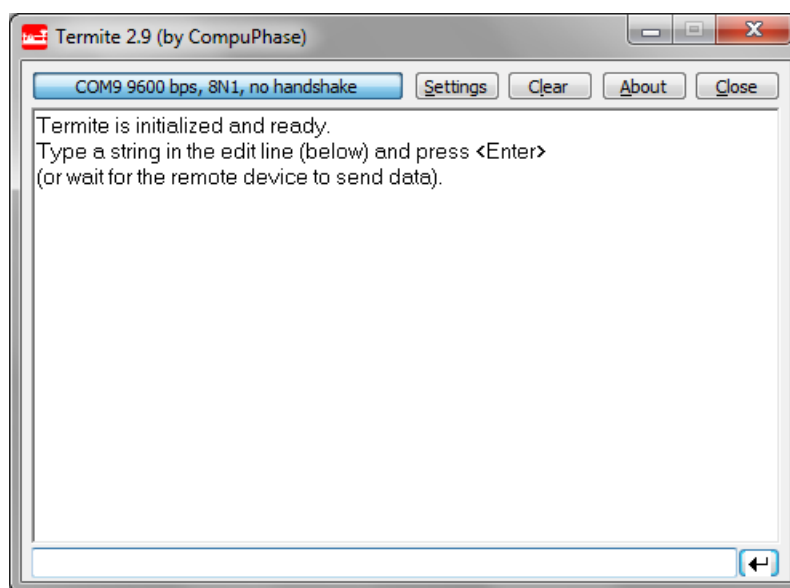 Termite 2.9 (by CompuPhase)
COM9 9600 bps, 8N1, no handshake Settings Clear About Close
Termite is initialized and ready.
Type a string in the edit line (below) and press <Enter>
(or wait for the remote device to send data).